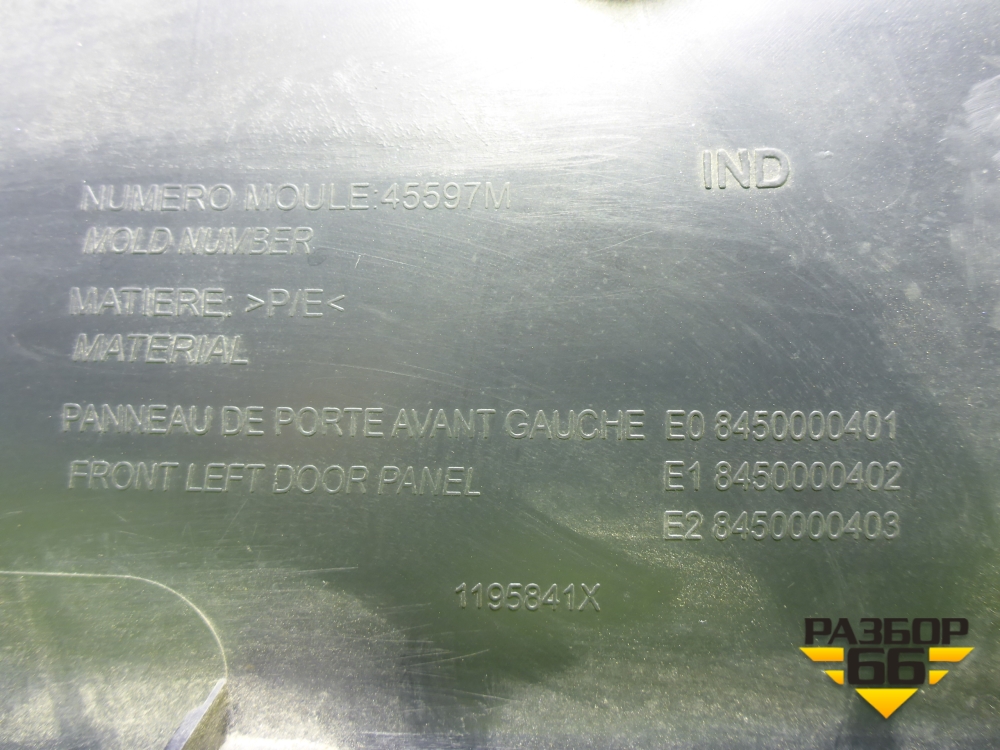 IND
NUMERO MOULE:45597M
MOLD NUMBER
MATIERE: >P/E<
MATERIAL
PANNEAU DE PORTE AVANT GAUCHE E0 8450000401
FRONT LEFT DOOR PANEL E1 8450000402
E2 8450000403
1195841X
РАЗБОР
66